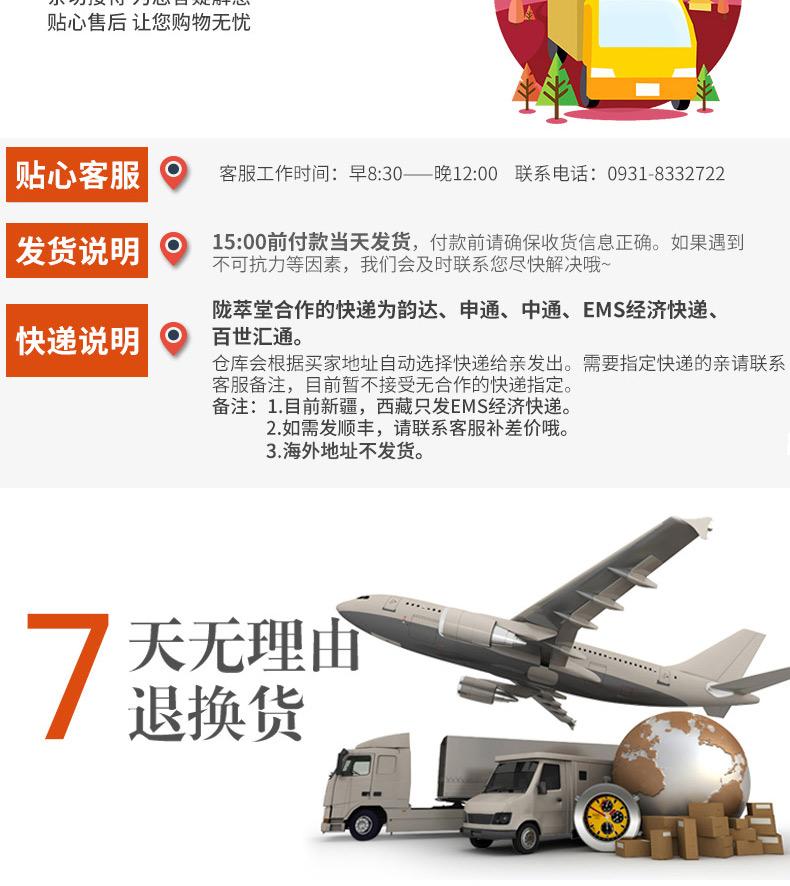 贴心售后 让您购物无忧
贴心客服
客服工作时间：早8:30——晚12:00 联系电话：0931-8332722
发货说明
15:00前付款当天发货，付款前请确保收货信息正确。如果遇到
不可抗力等因素，我们会及时联系您尽快解决哦~
快递说明
陇萃堂合作的快递为韵达、申通、中通、EMS经济快递、
百世汇通。
仓库会根据买家地址自动选择快递给亲发出。需要指定快递的亲请联系
客服备注，目前暂不接受无合作的快递指定。
备注：1.目前新疆，西藏只发EMS经济快递。
2.如需发顺丰，请联系客服补差价哦。
3.海外地址不发货。
7
天无理由
退换货